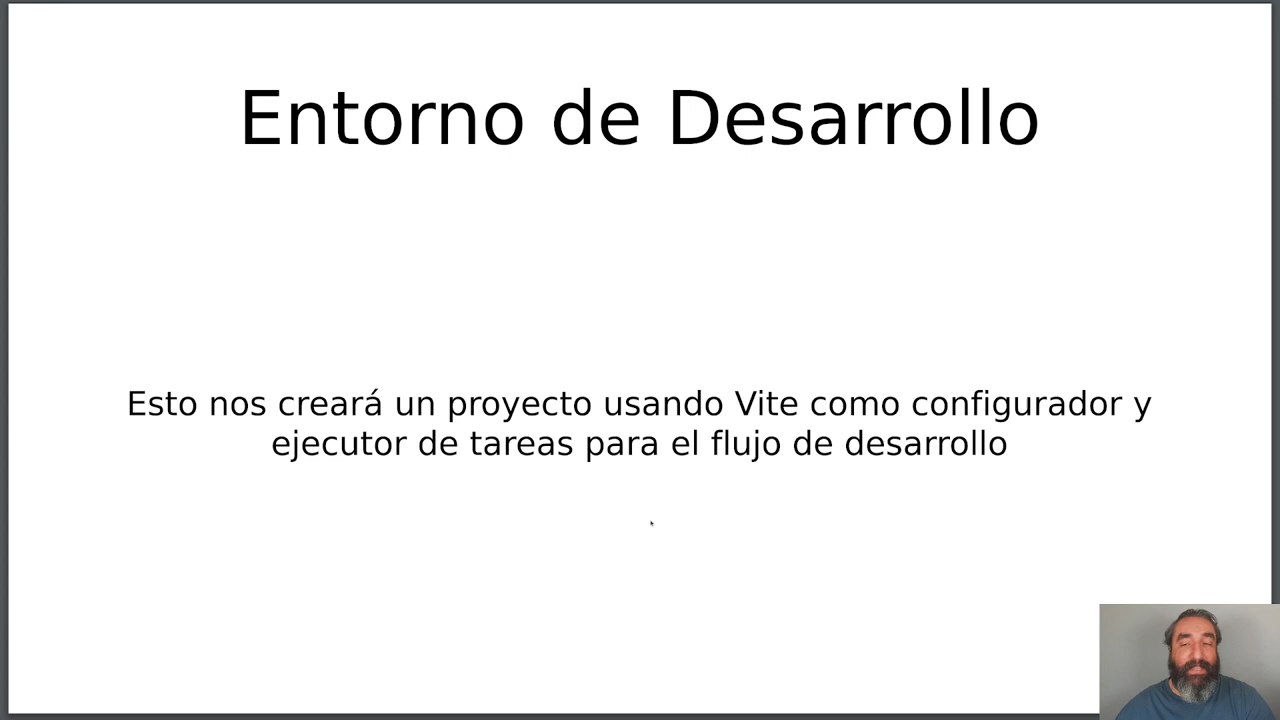 Entorno de Desarrollo
Esto nos creará un proyecto usando Vite como configurador y
ejecutor de tareas para el flujo de desarrollo